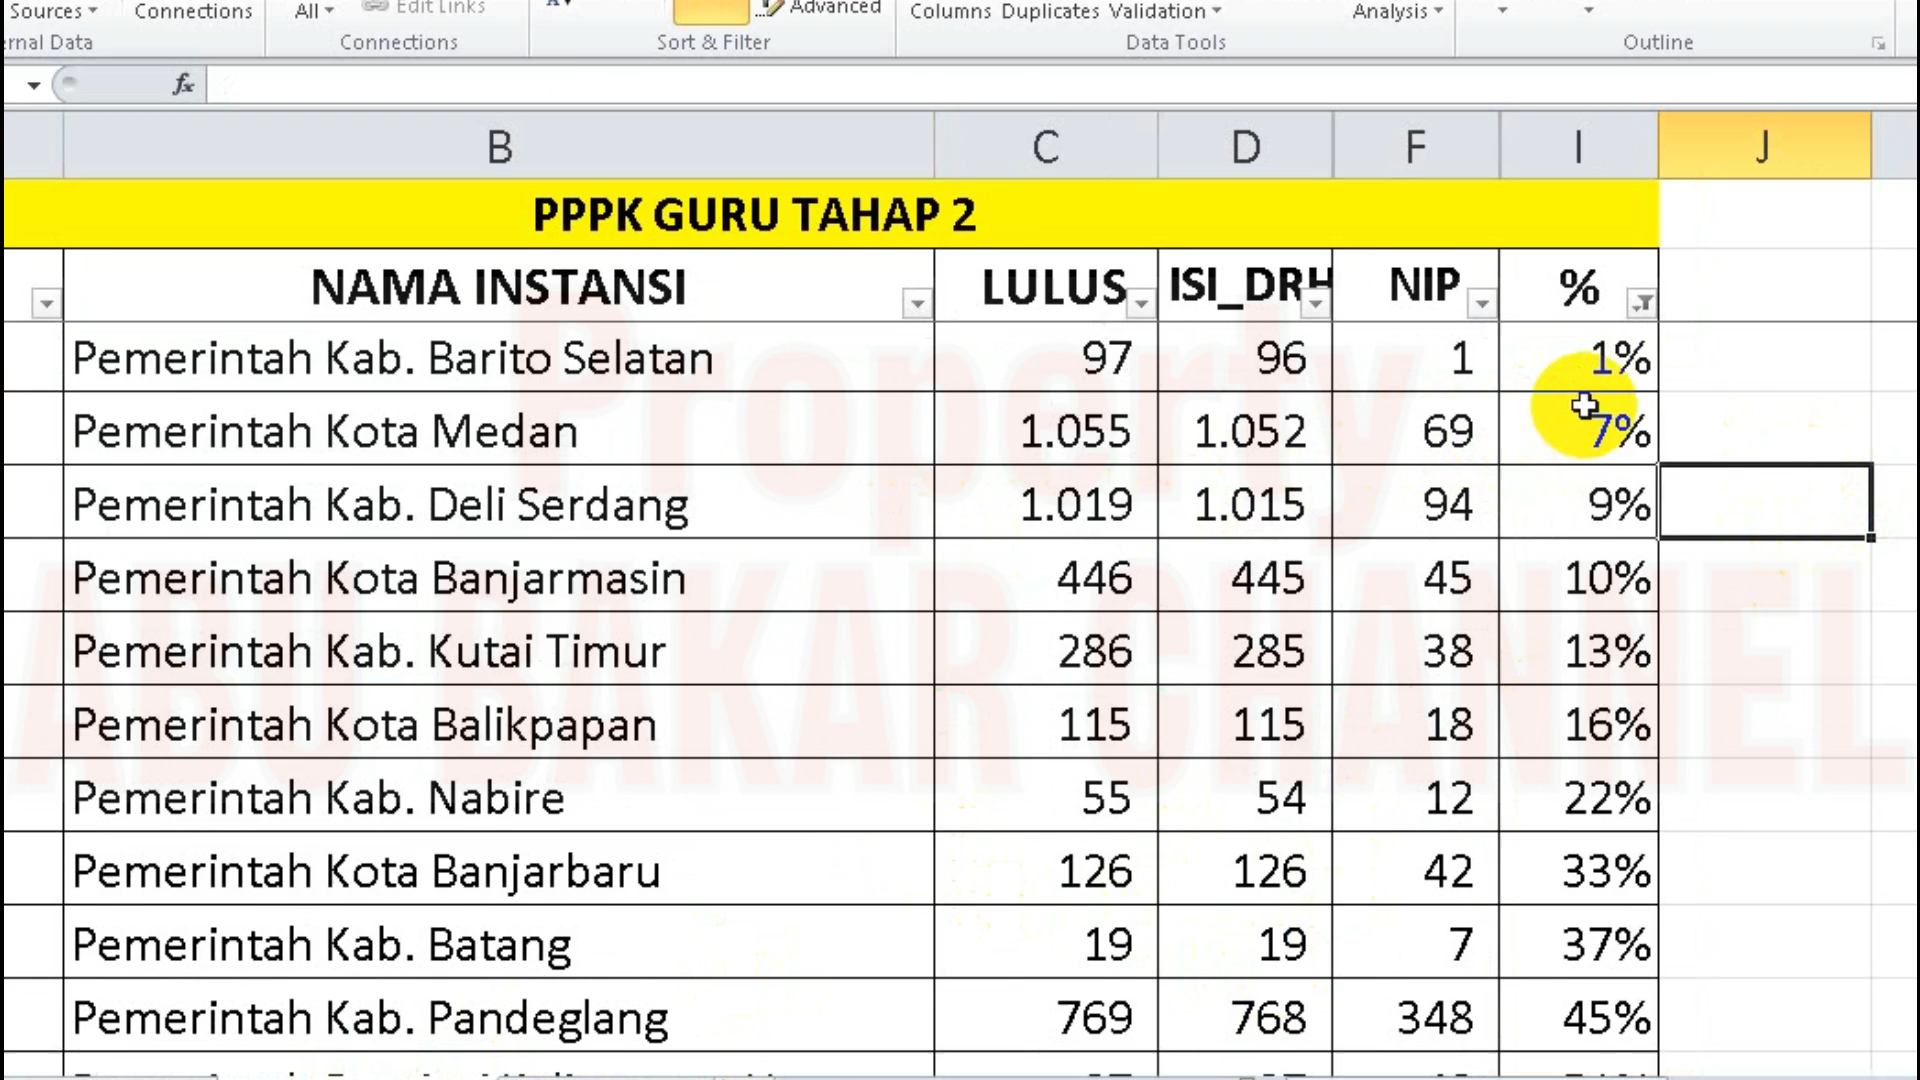 Sources Connections All Edit Links Advanced Columns Duplicates Validation Analysis
rnal Data Connections Sort & Filter Data Tools Outline
fx
B C D F I J
PPPK GURU TAHAP 2
NAMA INSTANSI LULUS ISI_DRH NIP %
Pemerintah Kab. Barito Selatan 97 96 1 1%
Pemerintah Kota Medan 1.055 1.052 69 7%
Pemerintah Kab. Deli Serdang 1.019 1.015 94 9%
Pemerintah Kota Banjarmasin 446 445 45 10%
Pemerintah Kab. Kutai Timur 286 285 38 13%
Pemerintah Kota Balikpapan 115 115 18 16%
Pemerintah Kab. Nabire 55 54 12 22%
Pemerintah Kota Banjarbaru 126 126 42 33%
Pemerintah Kab. Batang 19 19 7 37%
Pemerintah Kab. Pandeglang 769 768 348 45%
Property
ABU BAKAR CHANNEL